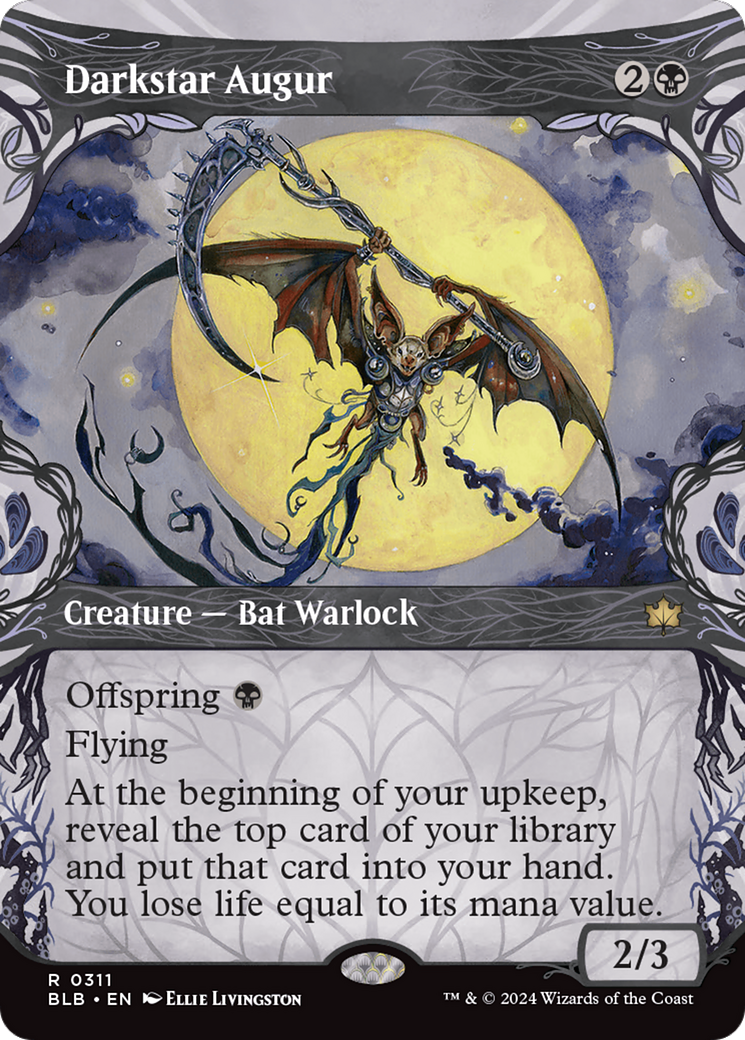 Darkstar Augur 2
Creature — Bat Warlock
Offspring
Flying
At the beginning of your upkeep,
reveal the top card of your library
and put that card into your hand.
You lose life equal to its mana value.
2/3
R 0311
BLB • EN Ellie Livingston
™ & © 2024 Wizards of the Coast